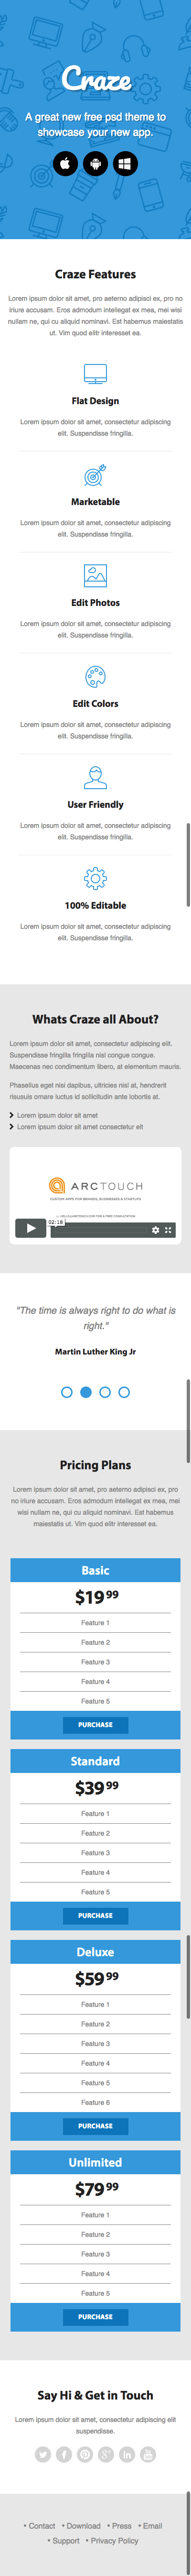 Craze
A great new free psd theme to
showcase your new app.
Craze Features
Lorem ipsum dolor sit amet, pro aeterno adipisci ex, pro no
iriure accusam. Eros admodum intellegat ex mea, mei wisi
nullam ne, qui cu aliquid nominavi. Est habemus maiestatis
ut. Vim quod elitr interesset ea.
Flat Design
Lorem ipsum dolor sit amet, consectetur adipiscing
elit. Suspendisse fringilla.
Marketable
Lorem ipsum dolor sit amet, consectetur adipiscing
elit. Suspendisse fringilla.
Edit Photos
Lorem ipsum dolor sit amet, consectetur adipiscing
elit. Suspendisse fringilla.
Edit Colors
Lorem ipsum dolor sit amet, consectetur adipiscing
elit. Suspendisse fringilla.
User Friendly
Lorem ipsum dolor sit amet, consectetur adipiscing
elit. Suspendisse fringilla.
100% Editable
Lorem ipsum dolor sit amet, consectetur adipiscing
elit. Suspendisse fringilla.
Whats Craze all About?
Lorem ipsum dolor sit amet, consectetur adipiscing elit.
Suspendisse fringilla fringilla nisl congue congue.
Maecenas nec condimentum libero, at elementum mauris.
Phasellus eget nisi dapibus, ultricies nisl at, hendrerit
risusuis ornare luctus id sollicitudin ante lobortis at.
Lorem ipsum dolor sit amet
Lorem ipsum dolor sit amet consectetur elit
ARCTOUCH
CUSTOM APPS FOR BRANDS, BUSINESSES & STARTUPS
02:18
"The time is always right to do what is
right."
Martin Luther King Jr
Pricing Plans
Lorem ipsum dolor sit amet, pro aeterno adipisci ex, pro
no iriure accusam. Eros admodum intellegat ex mea, mei
wisi nullam ne, qui cu aliquid nominavi. Est habemus
maiestatis ut. Vim quod elitr interesset ea.
Basic
$19 99
Feature 1
Feature 2
Feature 3
Feature 4
Feature 5
PURCHASE
Standard
$39 99
Feature 1
Feature 2
Feature 3
Feature 4
Feature 5
PURCHASE
Deluxe
$59 99
Feature 1
Feature 2
Feature 3
Feature 4
Feature 5
Feature 6
PURCHASE
Unlimited
$79 99
Feature 1
Feature 2
Feature 3
Feature 4
Feature 5
PURCHASE
Say Hi & Get in Touch
Lorem ipsum dolor sit amet, consectetur adipiscing elit
suspendisse.
• Contact • Download • Press • Email
• Support • Privacy Policy